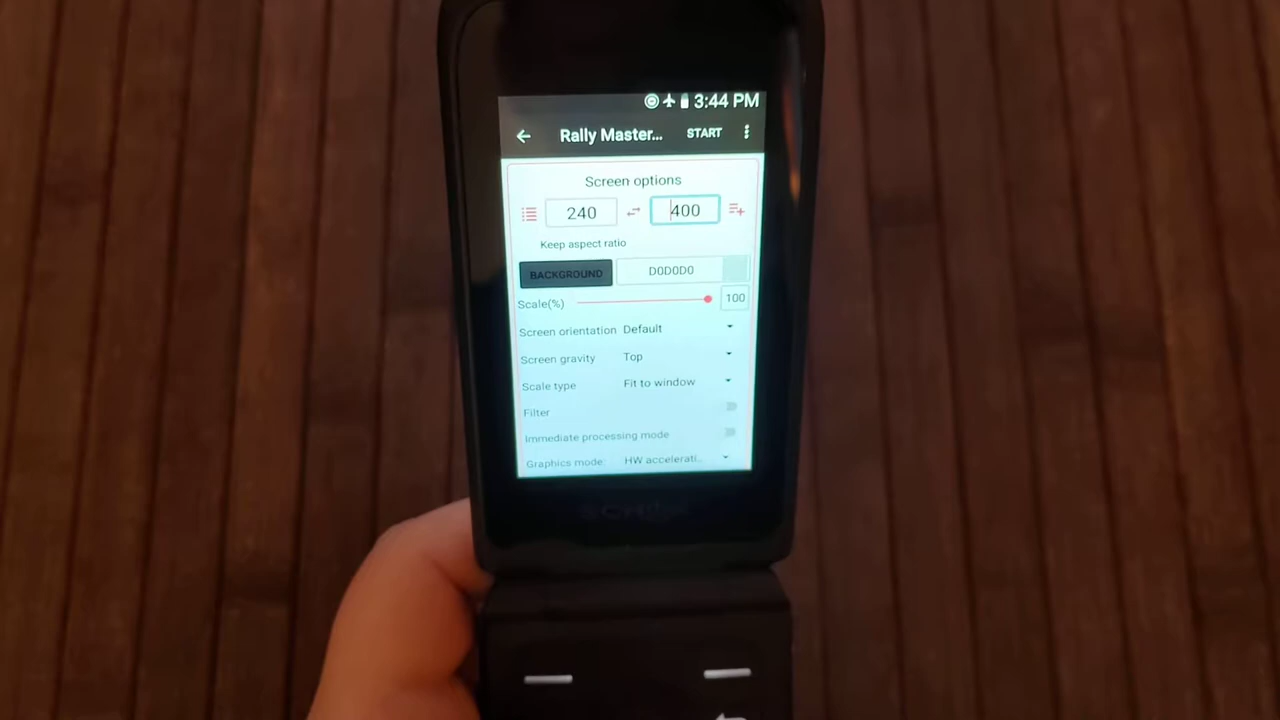 3:44 PM
Rally Master... START
Screen options
240 400
Keep aspect ratio
BACKGROUND D0D0D0
Scale(%) 100
Screen orientation Default
Screen gravity Top
Scale type Fit to window
Filter
Immediate processing mode
Graphics mode: HW accelerati..